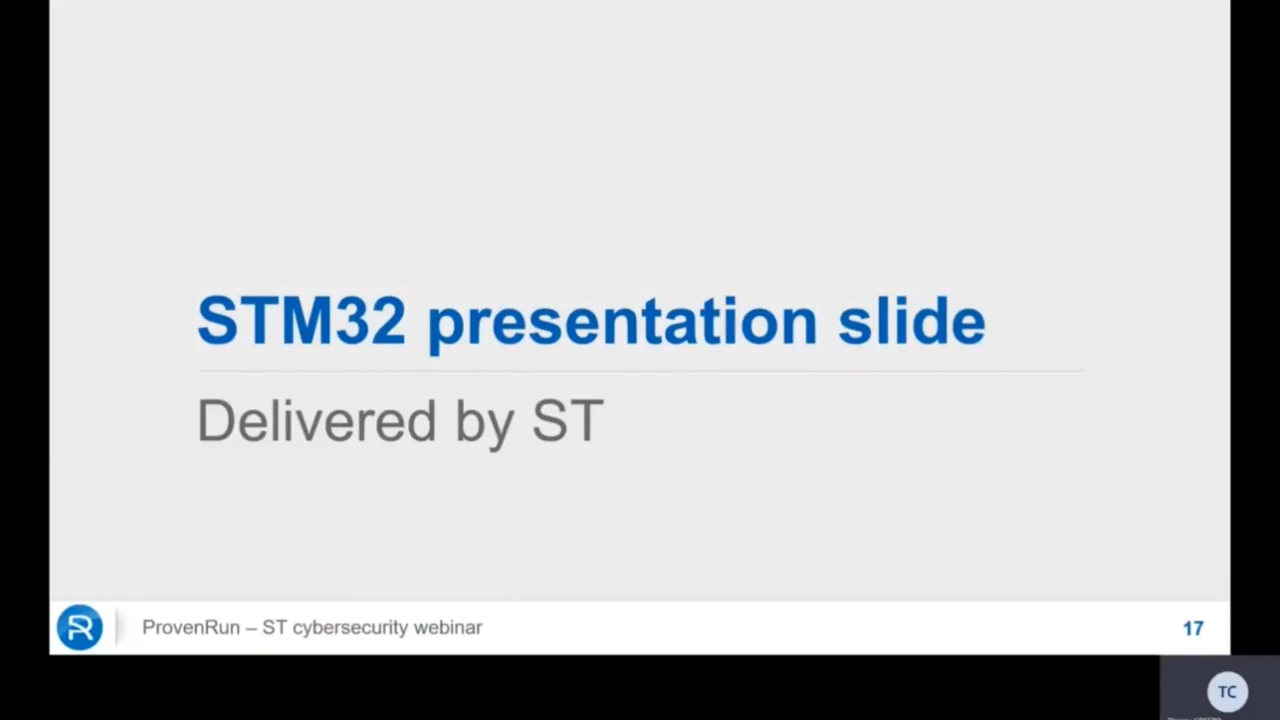 STM32 presentation slide
Delivered by ST
ProvenRun – ST cybersecurity webinar
17
TC